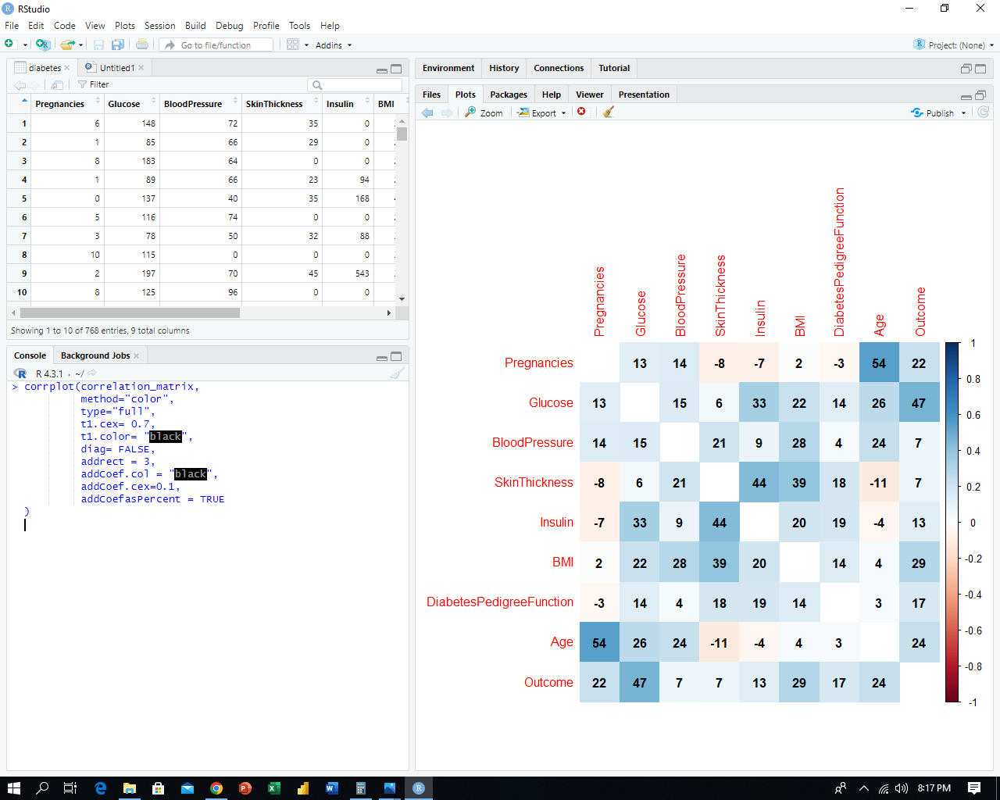 RStudio
File Edit Code View Plots Session Build Debug Profile Tools Help
Go to file/function Addins Project: (None)
diabetes Untitled1
Filter
Pregnancies Glucose BloodPressure SkinThickness Insulin BMI
1 6 148 72 35 0
2 1 85 66 29 0
3 8 183 64 0 0
4 1 89 66 23 94
5 0 137 40 35 168
6 5 116 74 0 0
7 3 78 50 32 88
8 10 115 0 0 0
9 2 197 70 45 543
10 8 125 96 0 0
Showing 1 to 10 of 768 entries, 9 total columns
Console Background Jobs
R 4.3.1 · ~/
> corrplot(correlation_matrix,
method="color",
type="full",
t1.cex= 0.7,
t1.color= "black",
diag= FALSE,
addrect = 3,
addCoef.col = "black",
addCoef.cex=0.1,
addCoefasPercent = TRUE
)
Environment History Connections Tutorial
Files Plots Packages Help Viewer Presentation
Zoom Export Publish
Pregnancies Glucose BloodPressure SkinThickness Insulin BMI DiabetesPedigreeFunction Age Outcome
Pregnancies 13 14 -8 -7 2 -3 54 22
Glucose 13 15 6 33 22 14 26 47
BloodPressure 14 15 21 9 28 4 24 7
SkinThickness -8 6 21 44 39 18 -11 7
Insulin -7 33 9 44 20 19 -4 13
BMI 2 22 28 39 20 14 4 29
DiabetesPedigreeFunction -3 14 4 18 19 14 3 17
Age 54 26 24 -11 -4 4 3 24
Outcome 22 47 7 7 13 29 17 24
1
0.8
0.6
0.4
0.2
0
-0.2
-0.4
-0.6
-0.8
-1
8:17 PM